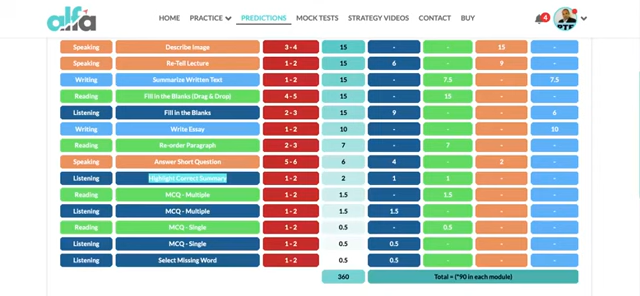 alfa
HOME PRACTICE PREDICTIONS MOCK TESTS STRATEGY VIDEOS CONTACT BUY 4 PTE
Speaking Describe Image 3 - 4 15 - - 15 -
Speaking Re-Tell Lecture 1 - 2 15 6 - 9 -
Writing Summarize Written Text 1 - 2 15 - 7.5 - 7.5
Reading Fill in the Blanks (Drag & Drop) 4 - 5 15 - 15 - -
Listening Fill in the Blanks 2 - 3 15 9 - - 6
Writing Write Essay 1 - 2 10 - - - 10
Reading Re-order Paragraph 2 - 3 7 - 7 - -
Speaking Answer Short Question 5 - 6 6 4 - 2 -
Listening Highlight Correct Summary 1 - 2 2 1 1 - -
Reading MCQ - Multiple 1 - 2 1.5 - 1.5 - -
Listening MCQ - Multiple 1 - 2 1.5 1.5 - - -
Reading MCQ - Single 1 - 2 0.5 - 0.5 - -
Listening MCQ - Single 1 - 2 0.5 0.5 - - -
Listening Select Missing Word 1 - 2 0.5 0.5 - - -
360 Total = (~90 in each module)